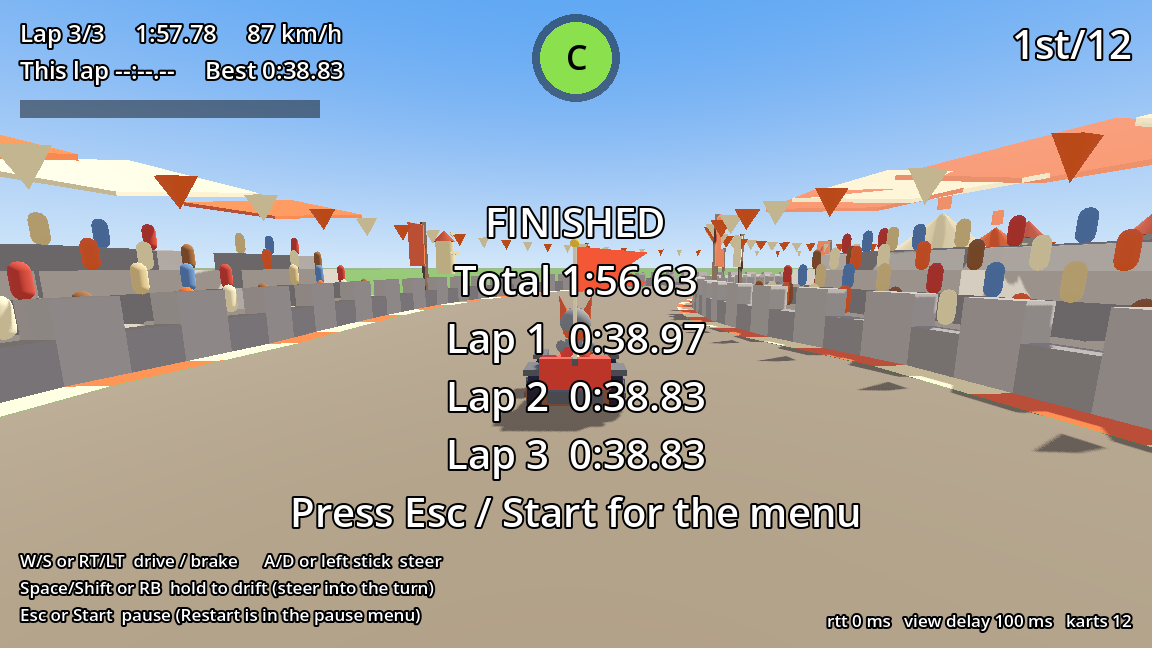 Lap 3/3 1:57.78 87 km/h
This lap --:--.-- Best 0:38.83
C
1st/12
FINISHED
Total 1:56.63
Lap 1 0:38.97
Lap 2 0:38.83
Lap 3 0:38.83
Press Esc / Start for the menu
W/S or RT/LT drive / brake A/D or left stick steer
Space/Shift or RB hold to drift (steer into the turn)
Esc or Start pause (Restart is in the pause menu)
rtt 0 ms view delay 100 ms karts 12